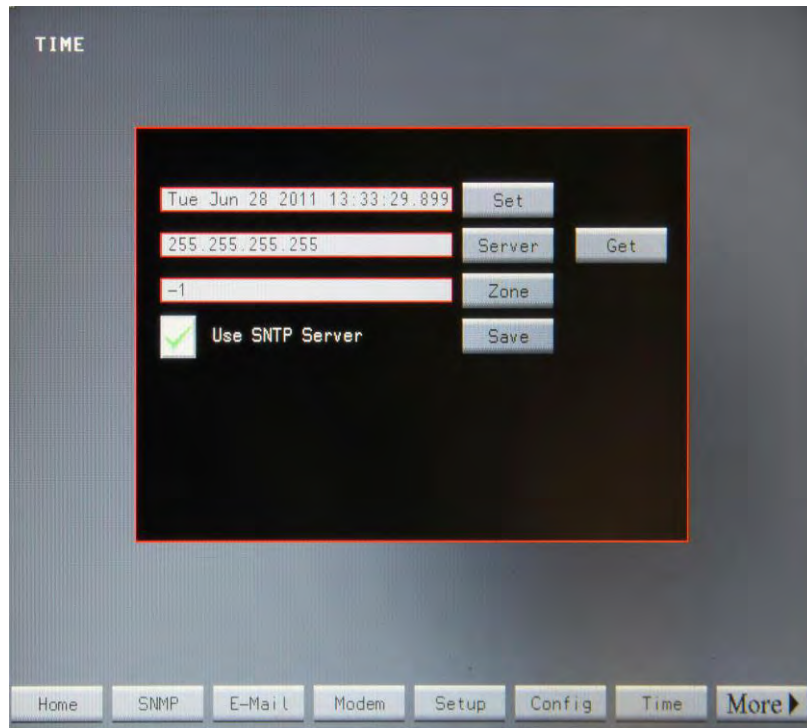 TIME
Tue Jun 28 2011 13:33:29.899 Set
255.255.255.255 Server Get
-1 Zone
Use SNTP Server Save
Home SNMP E-Mail Modem Setup Config Time More